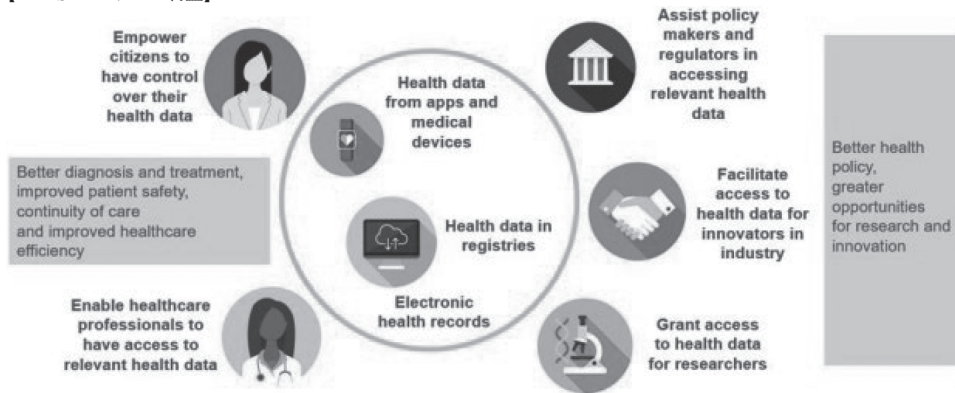 Empower
citizens to
have control
over their
health data
Better diagnosis and treatment,
improved patient safety,
continuity of care
and improved healthcare
efficiency
Enable healthcare
professionals to
have access to
relevant health data
Health data
from apps and
medical
devices
Health data in
registries
Electronic
health records
Assist policy
makers and
regulators in
accessing
relevant health
data
Facilitate
access to
health data for
innovators in
industry
Grant access
to health data
for researchers
Better health
policy,
greater
opportunities
for research and
innovation